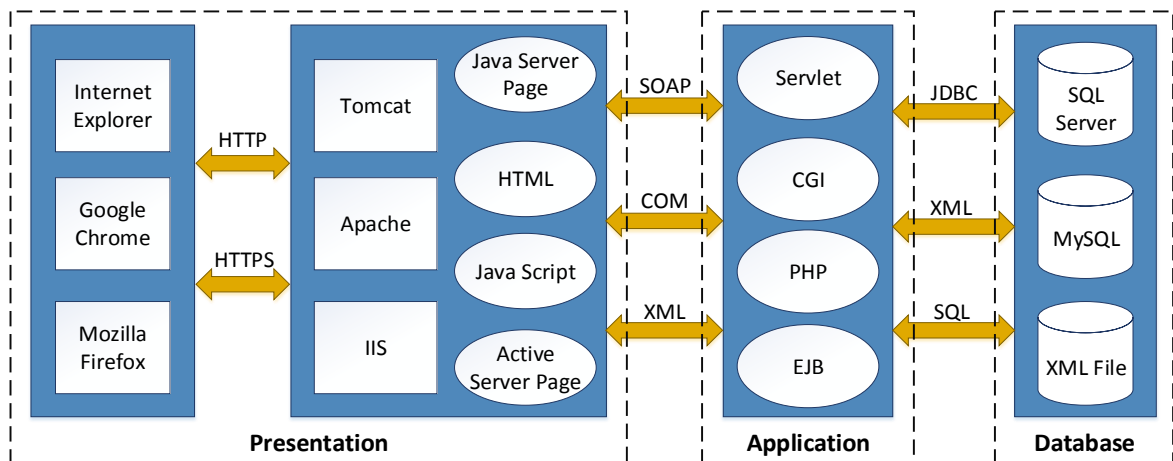 Internet
Explorer
Google
Chrome
Mozilla
Firefox
HTTP
HTTPS
Tomcat
Apache
IIS
Java Server
Page
HTML
Java Script
Active
Server Page
SOAP
COM
XML
Servlet
CGI
PHP
EJB
JDBC
XML
SQL
SQL
Server
MySQL
XML File
Presentation
Application
Database